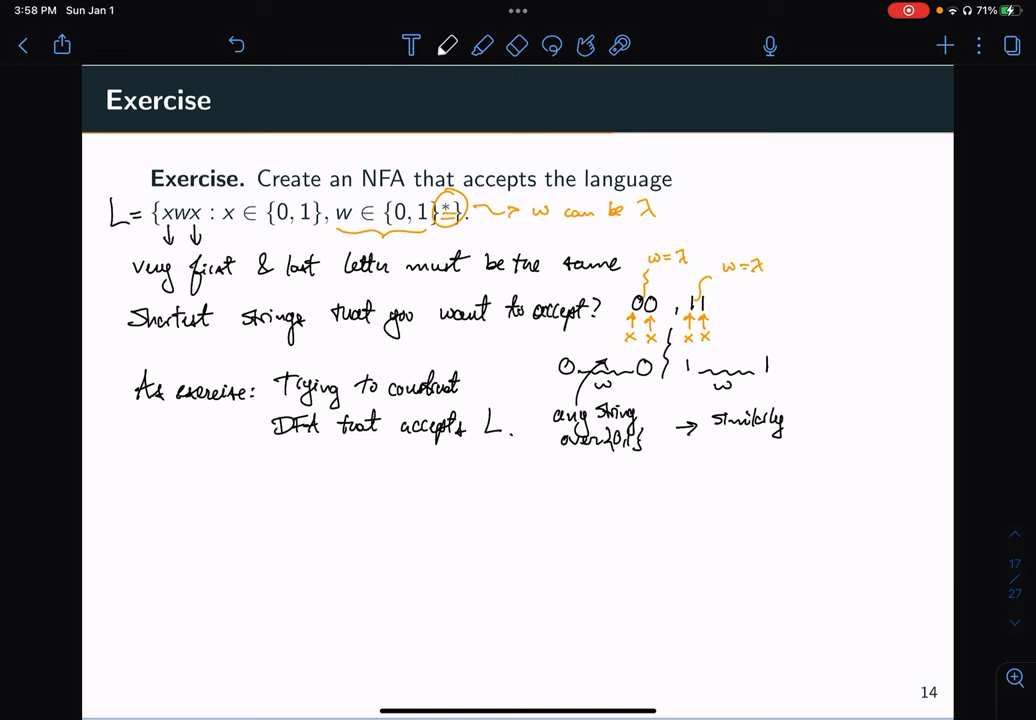 3:58 PM Sun Jan 1
71%
Exercise
Exercise. Create an NFA that accepts the language
L = {xwx : x ∈ {0, 1}, w ∈ {0, 1}*}. w can be λ
very first & last letter must be the same
w = λ w = λ
Shortest strings that you want to accept? 00 , 11
x x x x
0 0 1 1
w w
As exercise: Trying to construct
DFA that accepts L.
any string
over {0,1}
→ similarly
17
/
27
14